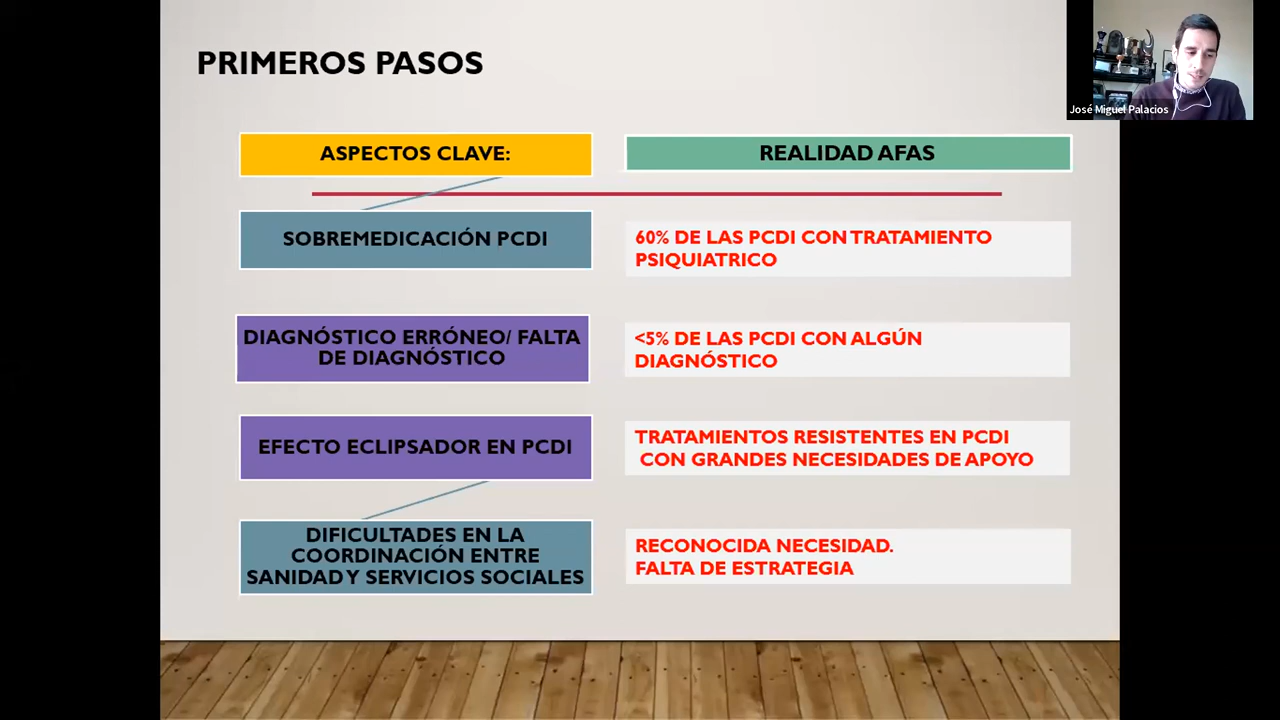 PRIMEROS PASOS
José Miguel Palacios
ASPECTOS CLAVE:
REALIDAD AFAS
SOBREMEDICACIÓN PCDI
60% DE LAS PCDI CON TRATAMIENTO
PSIQUIATRICO
DIAGNÓSTICO ERRÓNEO/ FALTA
DE DIAGNÓSTICO
<5% DE LAS PCDI CON ALGÚN
DIAGNÓSTICO
EFECTO ECLIPSADOR EN PCDI
TRATAMIENTOS RESISTENTES EN PCDI
CON GRANDES NECESIDADES DE APOYO
DIFICULTADES EN LA
COORDINACIÓN ENTRE
SANIDAD Y SERVICIOS SOCIALES
RECONOCIDA NECESIDAD.
FALTA DE ESTRATEGIA